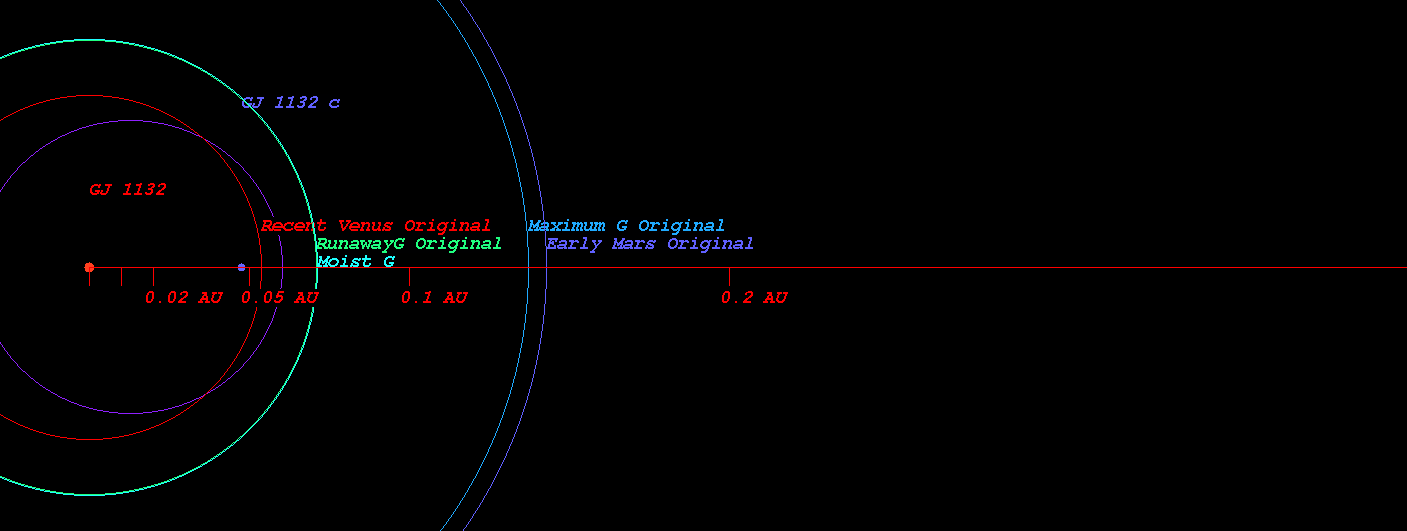 GJ 1132 c
GJ 1132
Recent Venus Original
Maximum G Original
RunawayG Original
Early Mars Original
Moist G
0.02 AU
0.05 AU
0.1 AU
0.2 AU